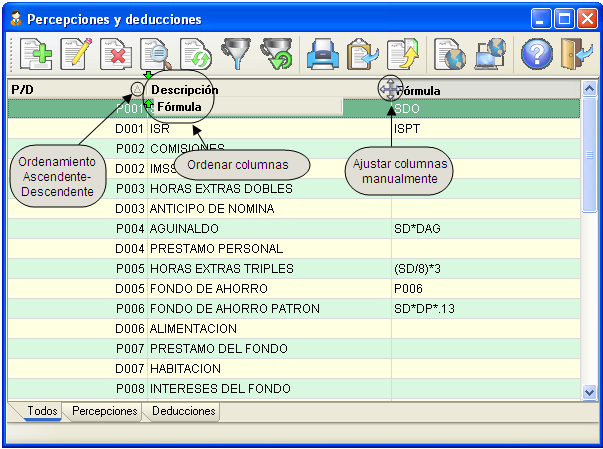 Percepciones y deducciones
P/D Descripción Fórmula
Fórmula
P001 SDO
D001 ISR ISPT
P002 COMISIONES
D002 IMSS
P003 HORAS EXTRAS DOBLES
D003 ANTICIPO DE NOMINA
P004 AGUINALDO SD*DAG
D004 PRESTAMO PERSONAL
P005 HORAS EXTRAS TRIPLES (SD/8)*3
D005 FONDO DE AHORRO P006
P006 FONDO DE AHORRO PATRON SD*DP*.13
D006 ALIMENTACION
P007 PRESTAMO DEL FONDO
D007 HABITACION
P008 INTERESES DEL FONDO
Ordenamiento
Ascendente-
Descendente
Ordenar columnas
Ajustar columnas
manualmente
Todos Percepciones Deducciones